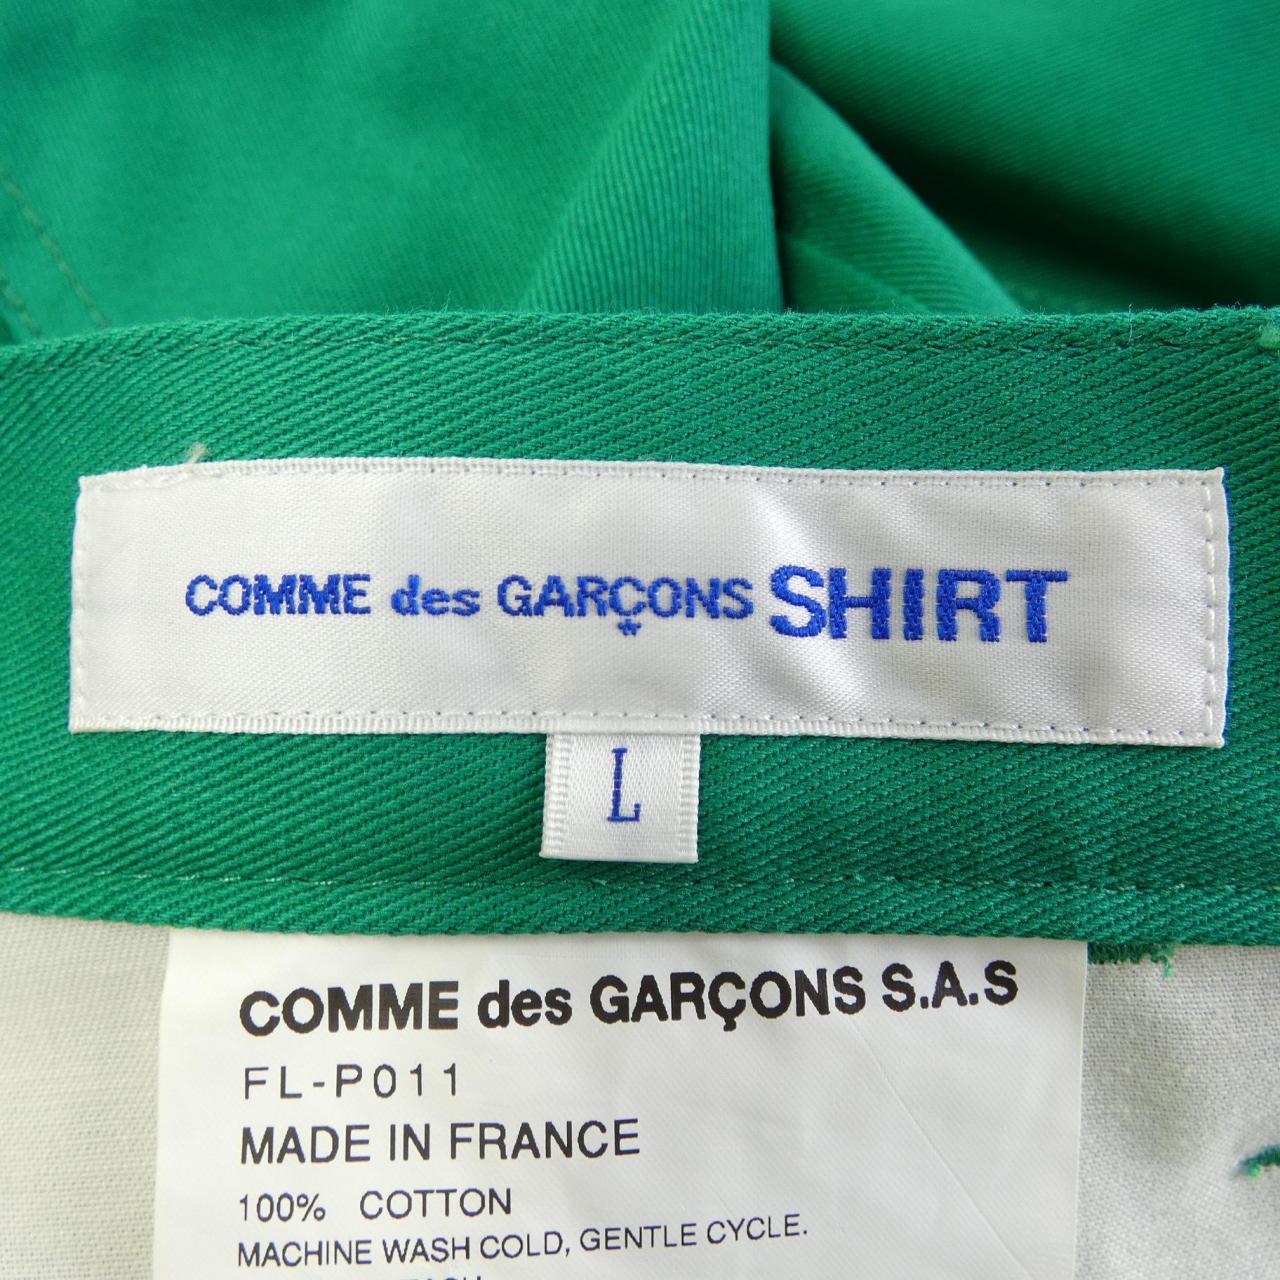 COMME des GARÇONS SHIRT
L
COMME des GARÇONS S.A.S
FL-P011
MADE IN FRANCE
100% COTTON
MACHINE WASH COLD, GENTLE CYCLE.